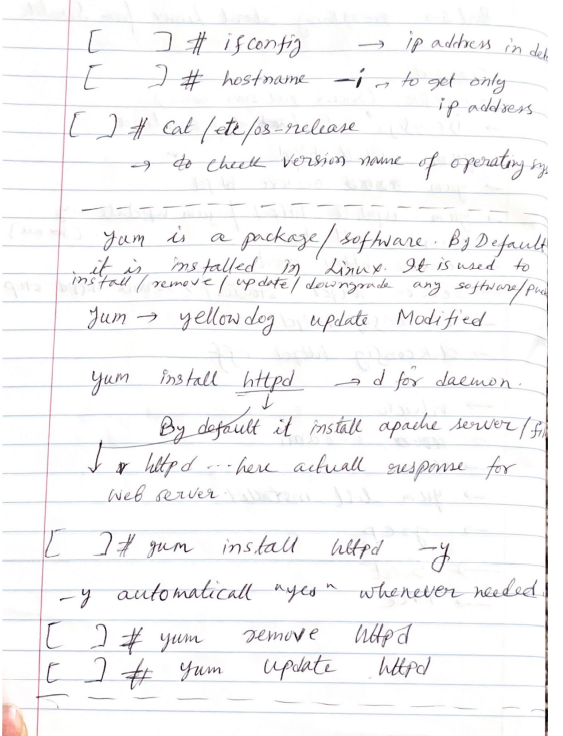 [ ] # ifconfig → ip address in det
[ ] # hostname -i → to get only
ip address
[ ] # Cat /etc/os-release
→ to check version name of operating sy
yum is a package/software. By Default
it is installed in Linux. It is used to
install/remove/update/downgrade any software/pac
Yum → yellowdog update Modified
yum install httpd → d for daemon.
By default it install apache server/fi
↓ httpd ... here actuall response for
web server
[ ] # yum install httpd -y
-y automaticall "yes" whenever needed.
[ ] # yum remove httpd
[ ] # yum update httpd